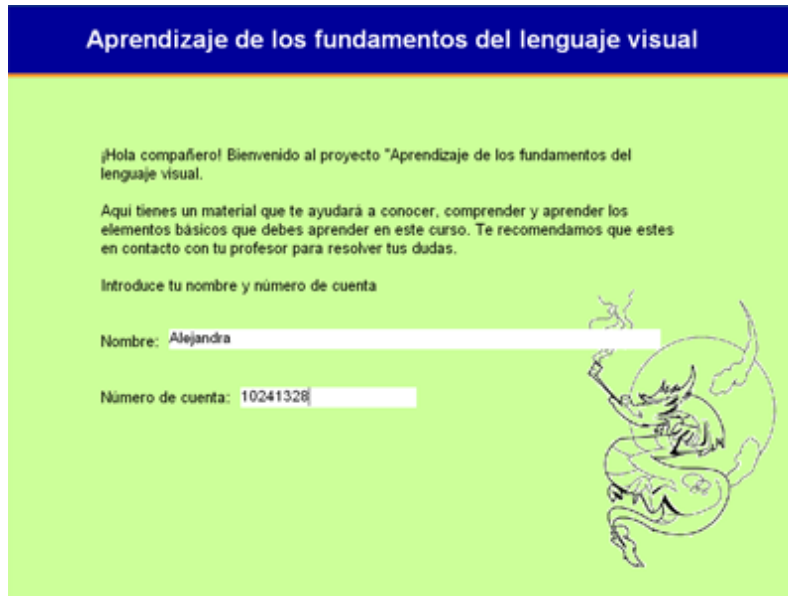 Aprendizaje de los fundamentos del lenguaje visual
¡Hola compañero! Bienvenido al proyecto "Aprendizaje de los fundamentos del
lenguaje visual.
Aquí tienes un material que te ayudará a conocer, comprender y aprender los
elementos básicos que debes aprender en este curso. Te recomendamos que estes
en contacto con tu profesor para resolver tus dudas.
Introduce tu nombre y número de cuenta
Nombre: Alejandra
Número de cuenta: 10241328